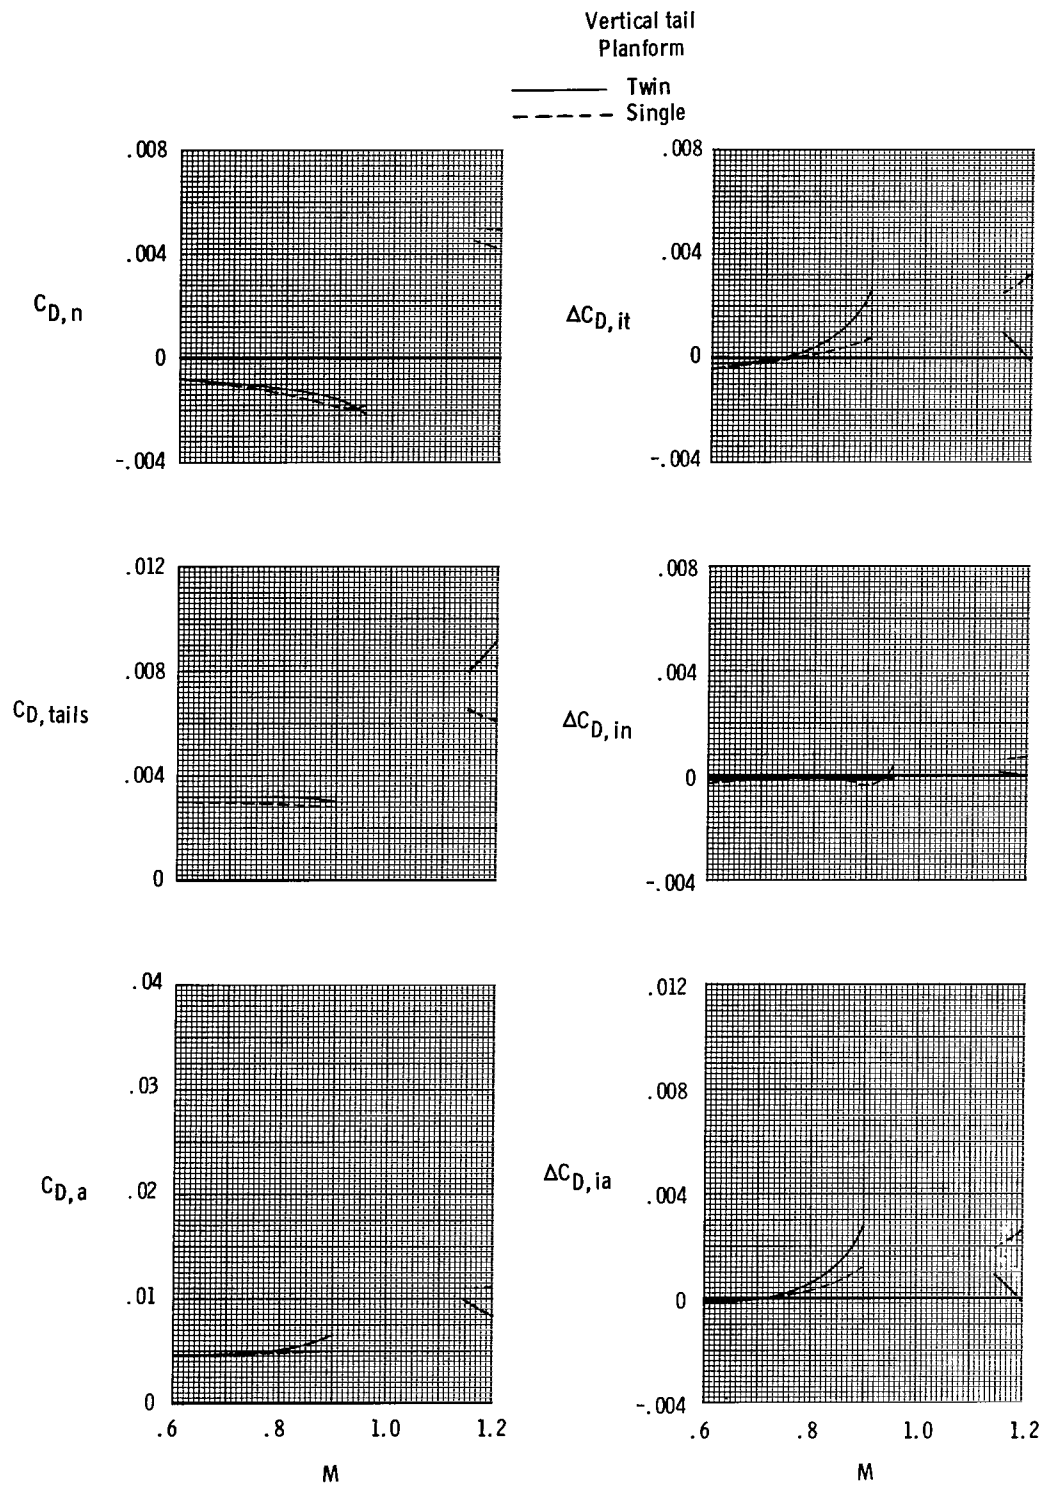 Vertical tail
Planform
Twin
Single
.008
.004
0
-.004
C_D,n
.008
.004
0
-.004
ΔC_D,it
.012
.008
.004
0
C_D,tails
.008
.004
0
-.004
ΔC_D,in
.04
.03
.02
.01
0
C_D,a
.6 .8 1.0 1.2
M
.012
.008
.004
0
-.004
ΔC_D,ia
.6 .8 1.0 1.2
M